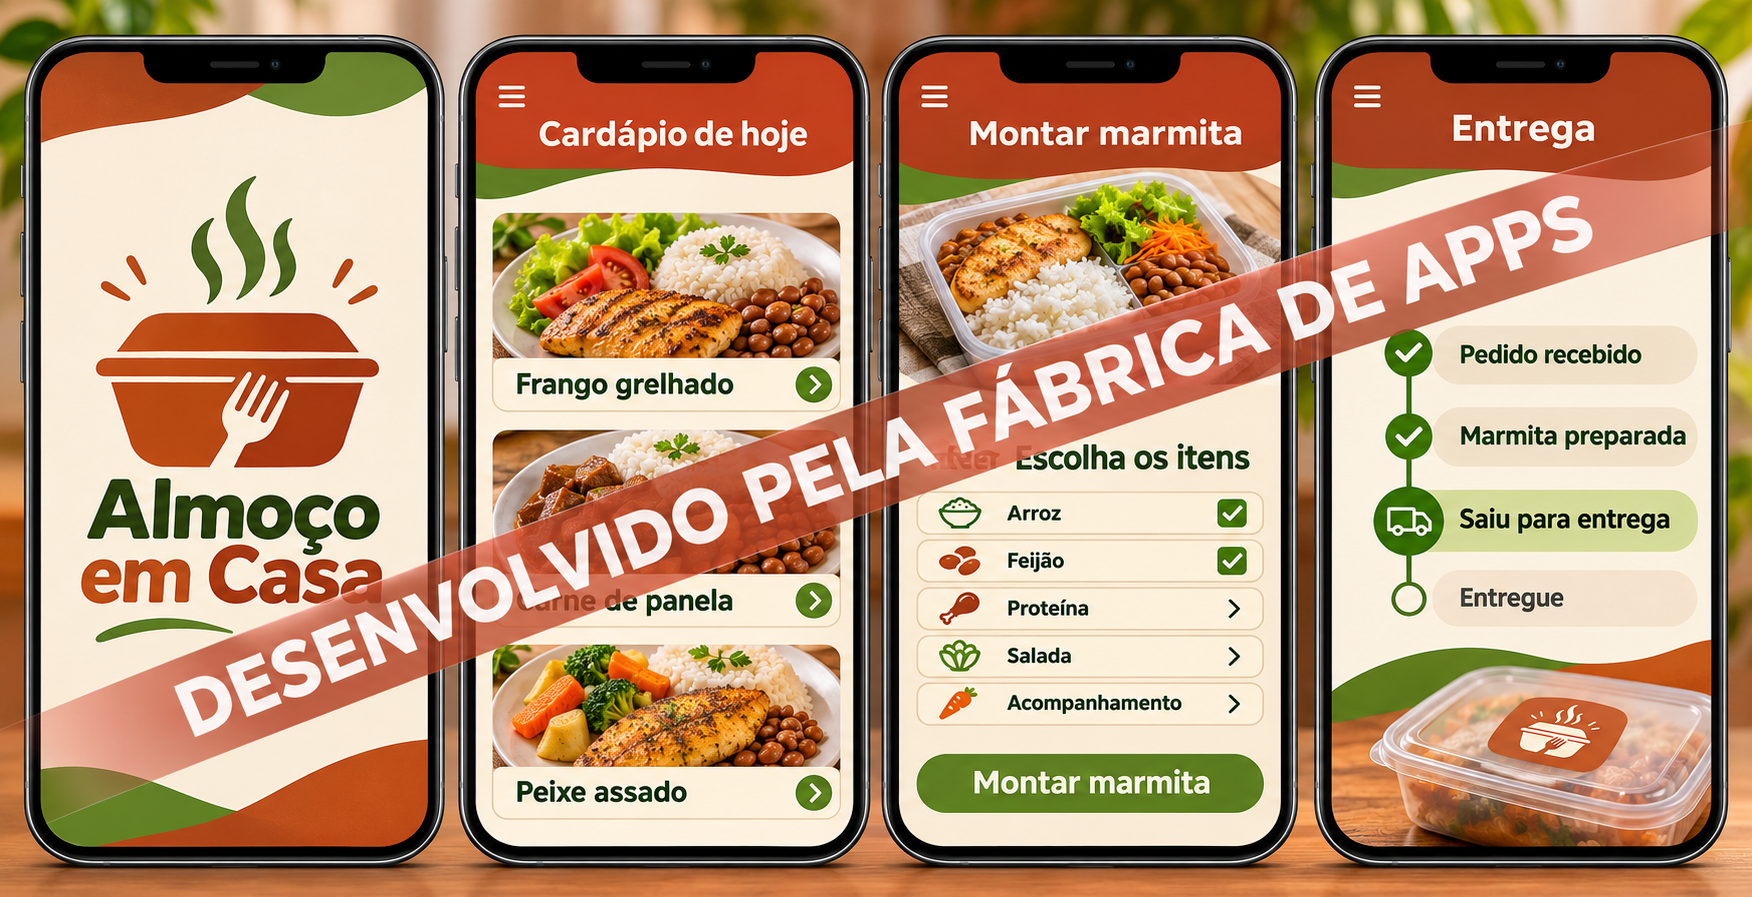 Almoço
em Casa
Cardápio de hoje
Frango grelhado
de panela
Peixe assado
Montar marmita
Escolha os itens
Arroz
Feijão
Proteína
Salada
Acompanhamento
Montar marmita
Entrega
Pedido recebido
Marmita preparada
Saiu para entrega
Entregue
DESENVOLVIDO PELA FÁBRICA DE APPS